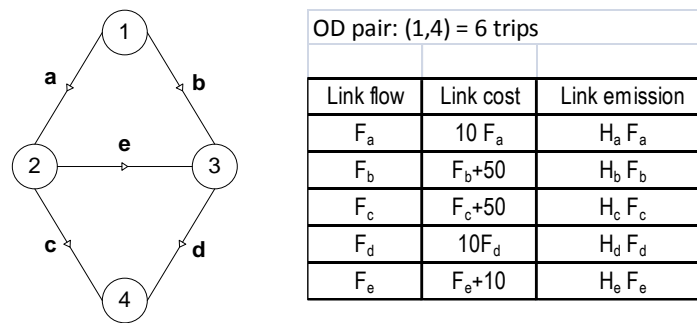 1
a
b
e
2
3
c
d
4
OD pair: (1,4) = 6 trips
Link flow Link cost Link emission
Fa 10 Fa Ha Fa
Fb Fb+50 Hb Fb
Fc Fc+50 Hc Fc
Fd 10Fd Hd Fd
Fe Fe+10 He Fe